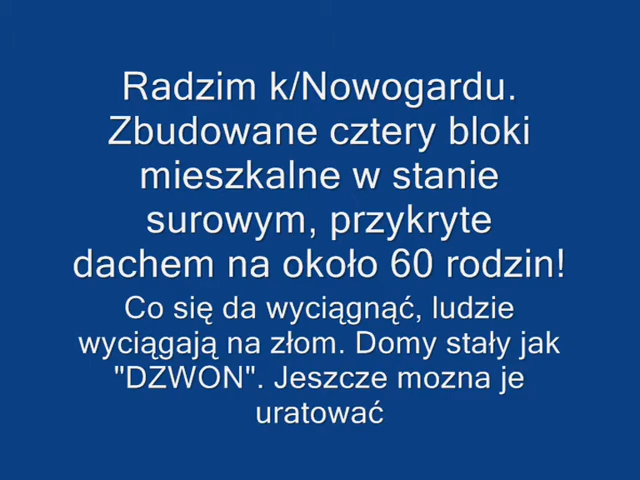 Radzim k/Nowogardu.
Zbudowane cztery bloki
mieszkalne w stanie
surowym, przykryte
dachem na około 60 rodzin!
Co się da wyciągnąć, ludzie
wyciągają na złom. Domy stały jak
"DZWON". Jeszcze mozna je
uratować